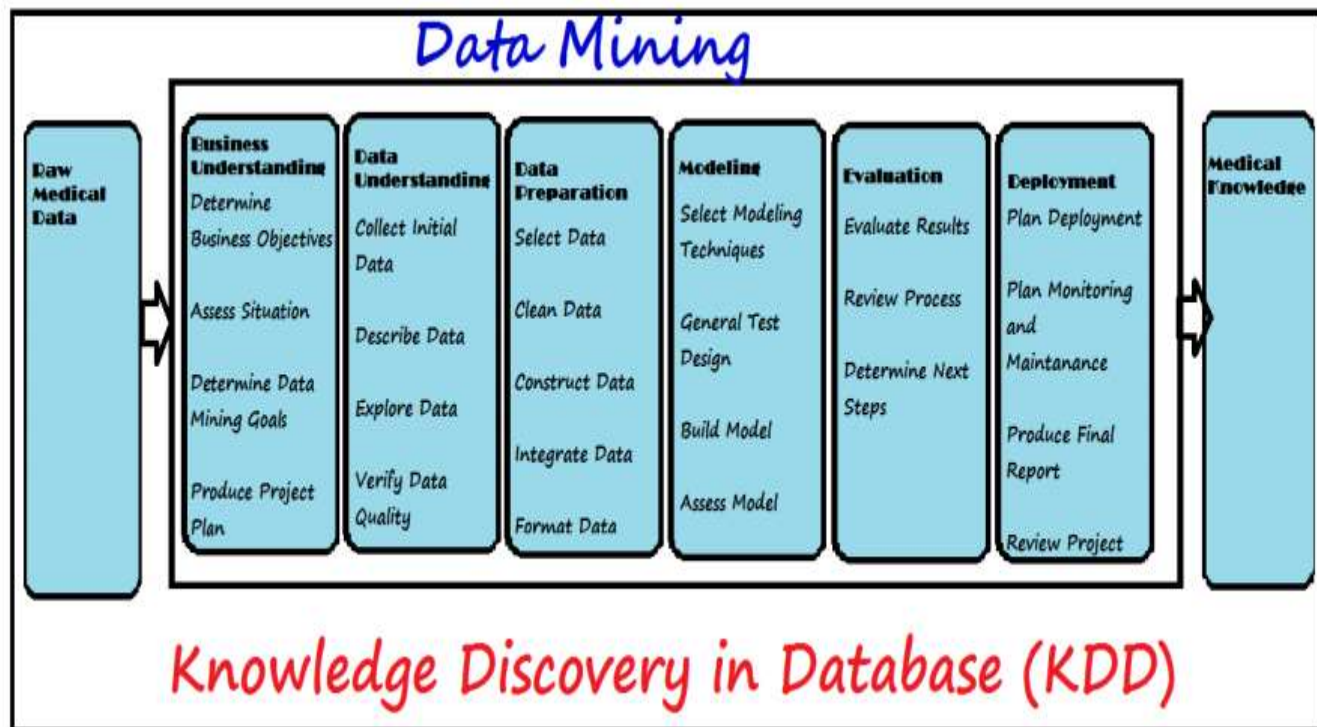 Data Mining
Raw
Medical
Data
Business
Understanding
Determine
Business Objectives
Assess Situation
Determine Data
Mining Goals
Produce Project
Plan
Data
Understanding
Collect Initial
Data
Describe Data
Explore Data
Verify Data
Quality
Data
Preparation
Select Data
Clean Data
Construct Data
Integrate Data
Format Data
Modeling
Select Modeling
Techniques
General Test
Design
Build Model
Assess Model
Evaluation
Evaluate Results
Review Process
Determine Next
Steps
Deployment
Plan Deployment
Plan Monitoring
and
Maintanance
Produce Final
Report
Review Project
Medical
Knowledge
Knowledge Discovery in Database (KDD)